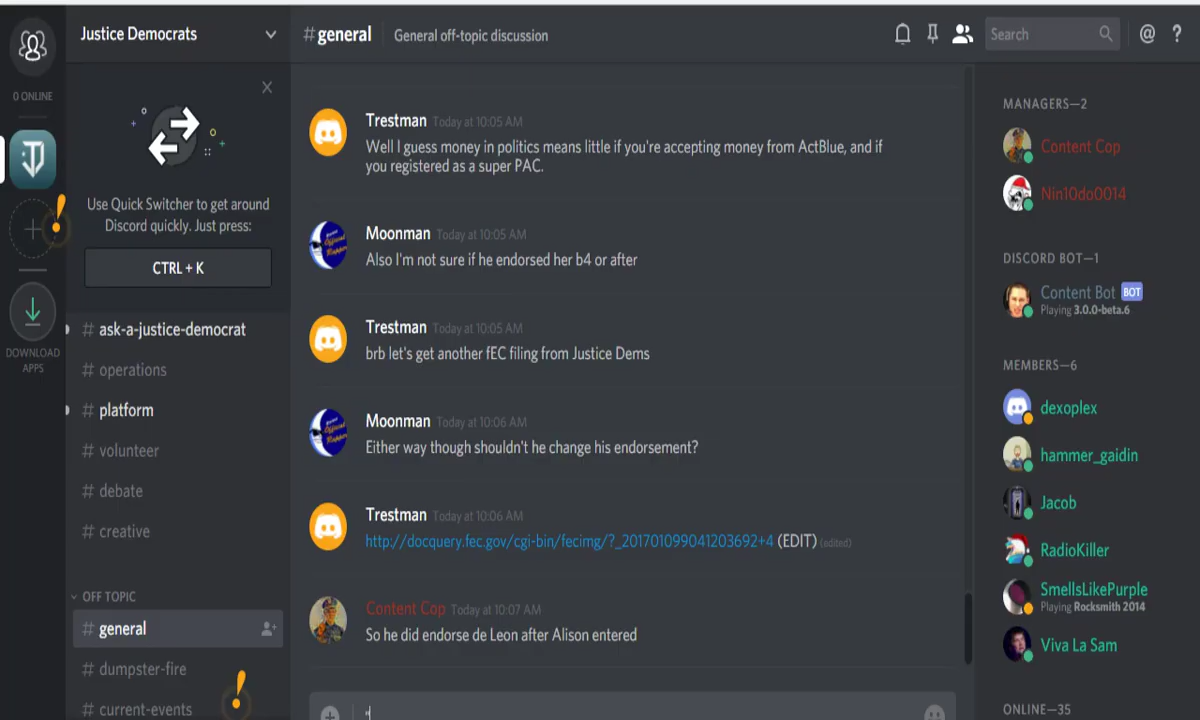 Justice Democrats
#general
General off-topic discussion
Search
@
?
0 ONLINE
Use Quick Switcher to get around
Discord quickly. Just press:
CTRL + K
DOWNLOAD
APPS
# ask-a-justice-democrat
# operations
# platform
# volunteer
# debate
# creative
OFF TOPIC
# general
# dumpster-fire
# current-events
Trestman Today at 10:05 AM
Well I guess money in politics means little if you're accepting money from ActBlue, and if
you registered as a super PAC.
Moonman Today at 10:05 AM
Also I'm not sure if he endorsed her b4 or after
Trestman Today at 10:05 AM
brb let's get another fEC filing from Justice Dems
Moonman Today at 10:06 AM
Either way though shouldn't he change his endorsement?
Trestman Today at 10:06 AM
http://docquery.fec.gov/cgi-bin/fecimg/?_201701099041203692+4 (EDIT) (edited)
Content Cop Today at 10:07 AM
So he did endorse de Leon after Alison entered
MANAGERS—2
Content Cop
Nin10do0014
DISCORD BOT—1
Content Bot BOT
Playing 3.0.0-beta.6
MEMBERS—6
dexoplex
hammer_gaidin
Jacob
RadioKiller
SmellsLikePurple
Playing Rocksmith 2014
Viva La Sam
ONLINE—35